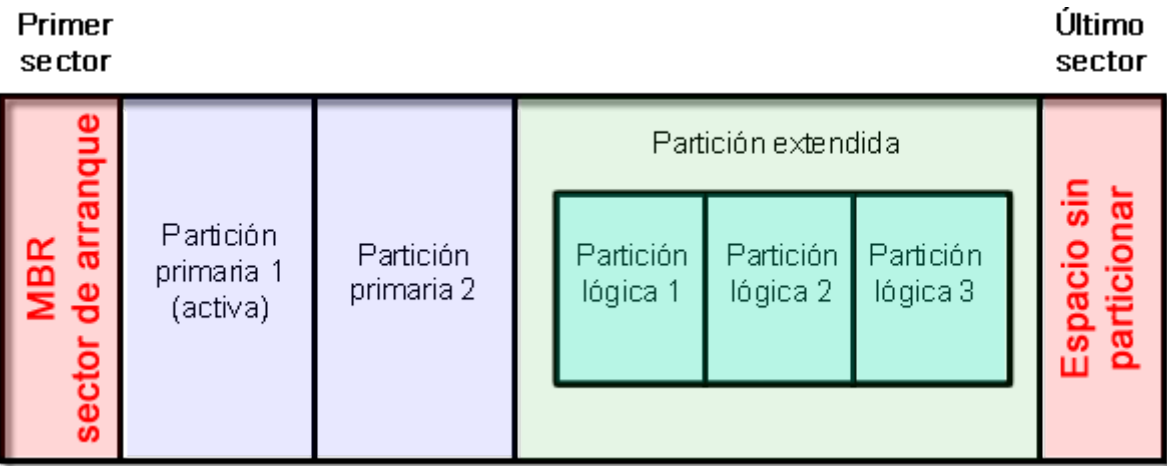 Primer
sector
Último
sector
MBR
sector de arranque
Partición
primaria 1
(activa)
Partición
primaria 2
Partición extendida
Partición
lógica 1
Partición
lógica 2
Partición
lógica 3
Espacio sin
particionar